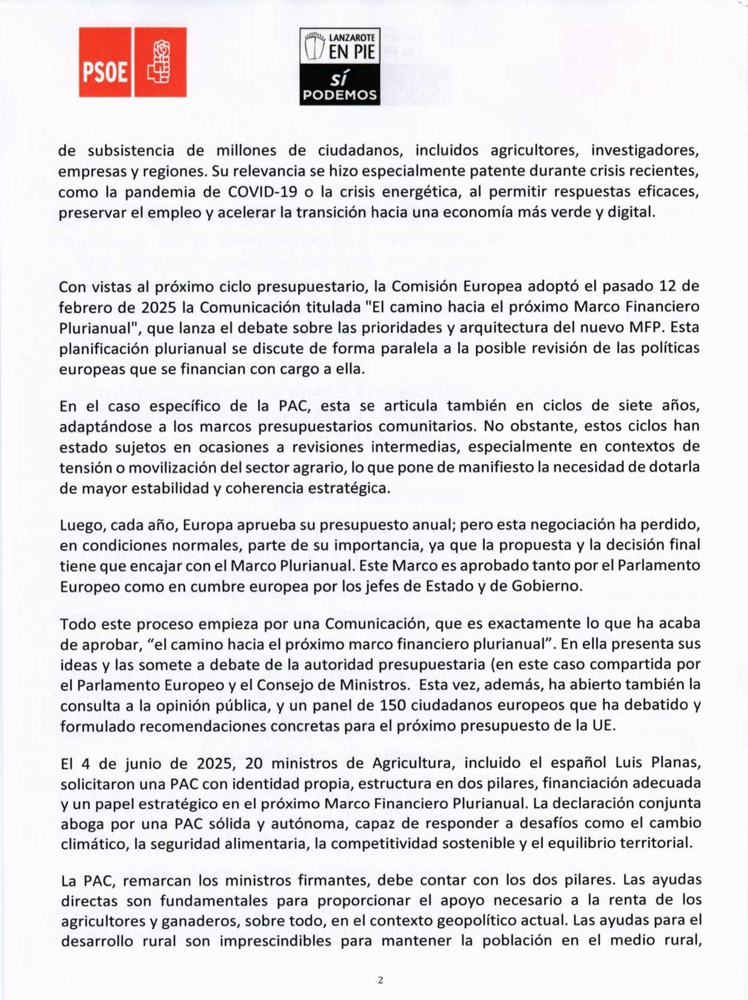 PSOE
LANZAROTE
EN PIE
SÍ
PODEMOS
de subsistencia de millones de ciudadanos, incluidos agricultores, investigadores,
empresas y regiones. Su relevancia se hizo especialmente patente durante crisis recientes,
como la pandemia de COVID-19 o la crisis energética, al permitir respuestas eficaces,
preservar el empleo y acelerar la transición hacia una economía más verde y digital.
Con vistas al próximo ciclo presupuestario, la Comisión Europea adoptó el pasado 12 de
febrero de 2025 la Comunicación titulada "El camino hacia el próximo Marco Financiero
Plurianual", que lanza el debate sobre las prioridades y arquitectura del nuevo MFP. Esta
planificación plurianual se discute de forma paralela a la posible revisión de las políticas
europeas que se financian con cargo a ella.
En el caso específico de la PAC, esta se articula también en ciclos de siete años,
adaptándose a los marcos presupuestarios comunitarios. No obstante, estos ciclos han
estado sujetos en ocasiones a revisiones intermedias, especialmente en contextos de
tensión o movilización del sector agrario, lo que pone de manifiesto la necesidad de dotarla
de mayor estabilidad y coherencia estratégica.
Luego, cada año, Europa aprueba su presupuesto anual; pero esta negociación ha perdido,
en condiciones normales, parte de su importancia, ya que la propuesta y la decisión final
tiene que encajar con el Marco Plurianual. Este Marco es aprobado tanto por el Parlamento
Europeo como en cumbre europea por los jefes de Estado y de Gobierno.
Todo este proceso empieza por una Comunicación, que es exactamente lo que ha acaba
de aprobar, “el camino hacia el próximo marco financiero plurianual”. En ella presenta sus
ideas y las somete a debate de la autoridad presupuestaria (en este caso compartida por
el Parlamento Europeo y el Consejo de Ministros.  Esta vez, además, ha abierto también la
consulta a la opinión pública, y un panel de 150 ciudadanos europeos que ha debatido y
formulado recomendaciones concretas para el próximo presupuesto de la UE.
El 4 de junio de 2025, 20 ministros de Agricultura, incluido el español Luis Planas,
solicitaron una PAC con identidad propia, estructura en dos pilares, financiación adecuada
y un papel estratégico en el próximo Marco Financiero Plurianual. La declaración conjunta
aboga por una PAC sólida y autónoma, capaz de responder a desafíos como el cambio
climático, la seguridad alimentaria, la competitividad sostenible y el equilibrio territorial.
La PAC, remarcan los ministros firmantes, debe contar con los dos pilares. Las ayudas
directas son fundamentales para proporcionar el apoyo necesario a la renta de los
agricultores y ganaderos, sobre todo, en el contexto geopolítico actual. Las ayudas para el
desarrollo rural son imprescindibles para mantener la población en el medio rural,
2